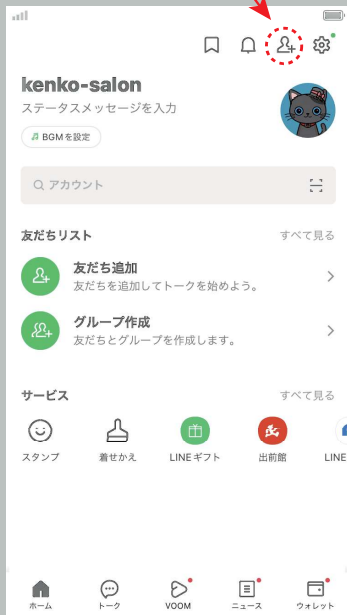 kenko-salon
ステータスメッセージを入力
BGMを設定
アカウント
友だちリスト すべて見る
友だち追加
友だちを追加してトークを始めよう。
グループ作成
友だちとグループを作成します。
サービス すべて見る
スタンプ 着せかえ LINEギフト 出前館 LINE
ホーム トーク VOOM ニュース ウォレット